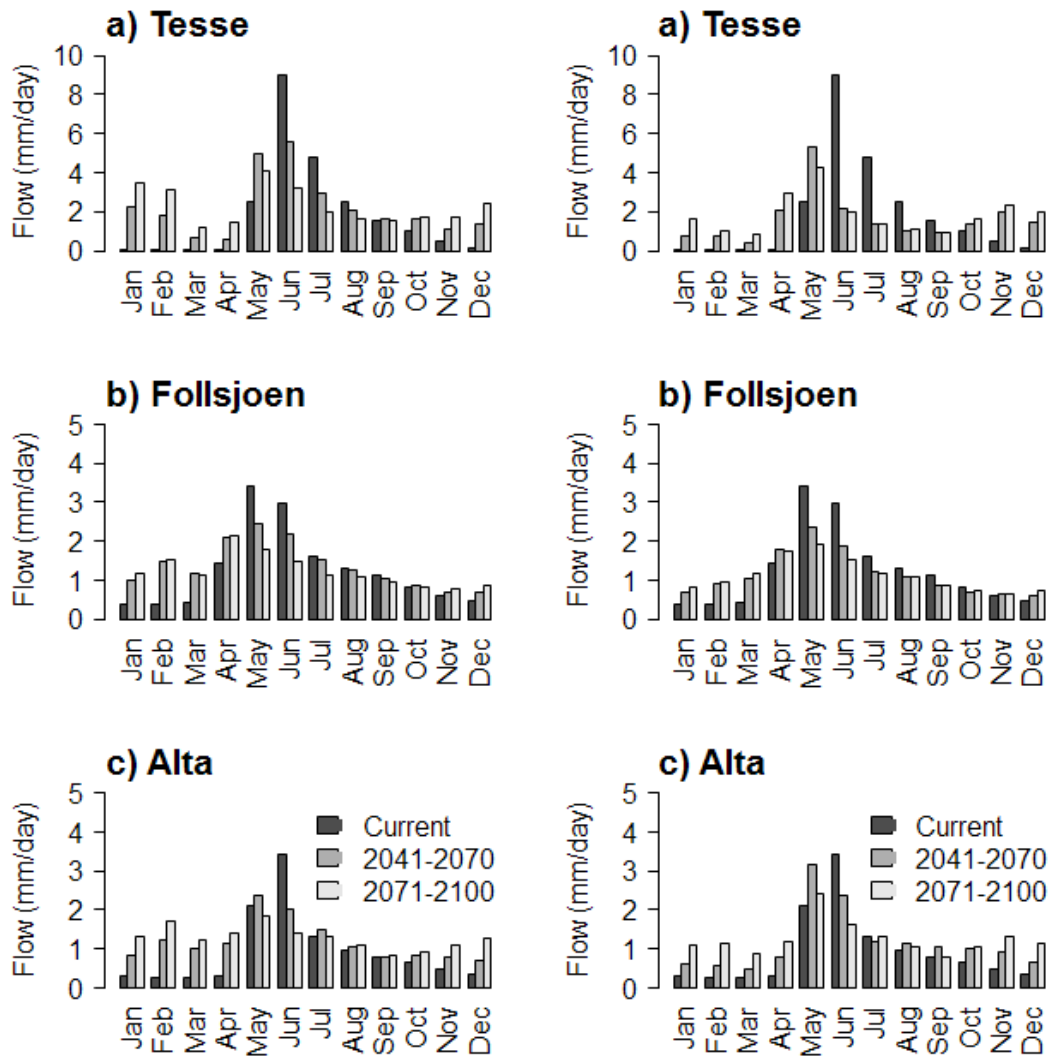 a) Tesse
Flow (mm/day)
10
8
6
4
2
0
Jan Feb Mar Apr May Jun Jul Aug Sep Oct Nov Dec
a) Tesse
Flow (mm/day)
10
8
6
4
2
0
Jan Feb Mar Apr May Jun Jul Aug Sep Oct Nov Dec
b) Follsjoen
Flow (mm/day)
5
4
3
2
1
0
Jan Feb Mar Apr May Jun Jul Aug Sep Oct Nov Dec
b) Follsjoen
Flow (mm/day)
5
4
3
2
1
0
Jan Feb Mar Apr May Jun Jul Aug Sep Oct Nov Dec
c) Alta
Flow (mm/day)
5
4
3
2
1
0
Current
2041-2070
2071-2100
Jan Feb Mar Apr May Jun Jul Aug Sep Oct Nov Dec
c) Alta
Flow (mm/day)
5
4
3
2
1
0
Current
2041-2070
2071-2100
Jan Feb Mar Apr May Jun Jul Aug Sep Oct Nov Dec